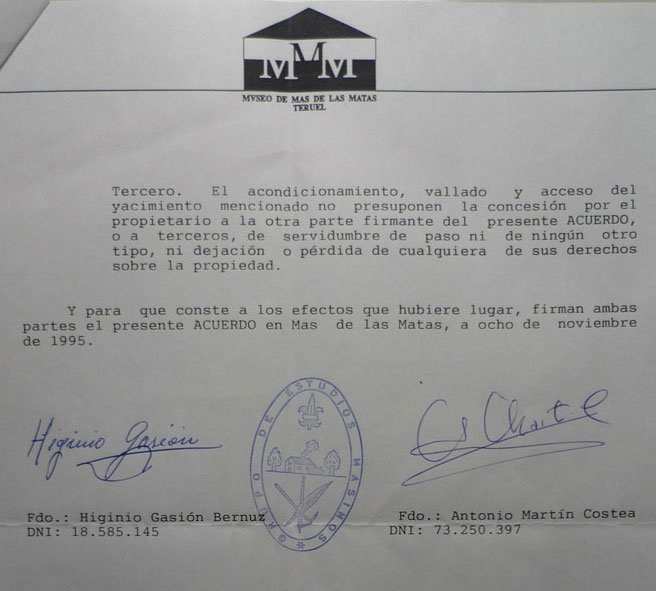 MMM
MVSEO DE MAS DE LAS MATAS
TERUEL
Tercero. El acondicionamiento, vallado y acceso del
yacimiento mencionado no presuponen la concesión por el
propietario a la otra parte firmante del presente ACUERDO,
o a terceros, de servidumbre de paso ni de ningún otro
tipo, ni dejación o pérdida de cualquiera de sus derechos
sobre la propiedad.
Y para que conste a los efectos que hubiere lugar, firman ambas
partes el presente ACUERDO en Mas de las Matas, a ocho de noviembre
de 1995.
Higinio Gasión
GRUPO DE ESTUDIOS MASINOS
Fdo.: Higinio Gasión Bernuz
DNI: 18.585.145
Fdo.: Antonio Martín Costea
DNI: 73.250.397